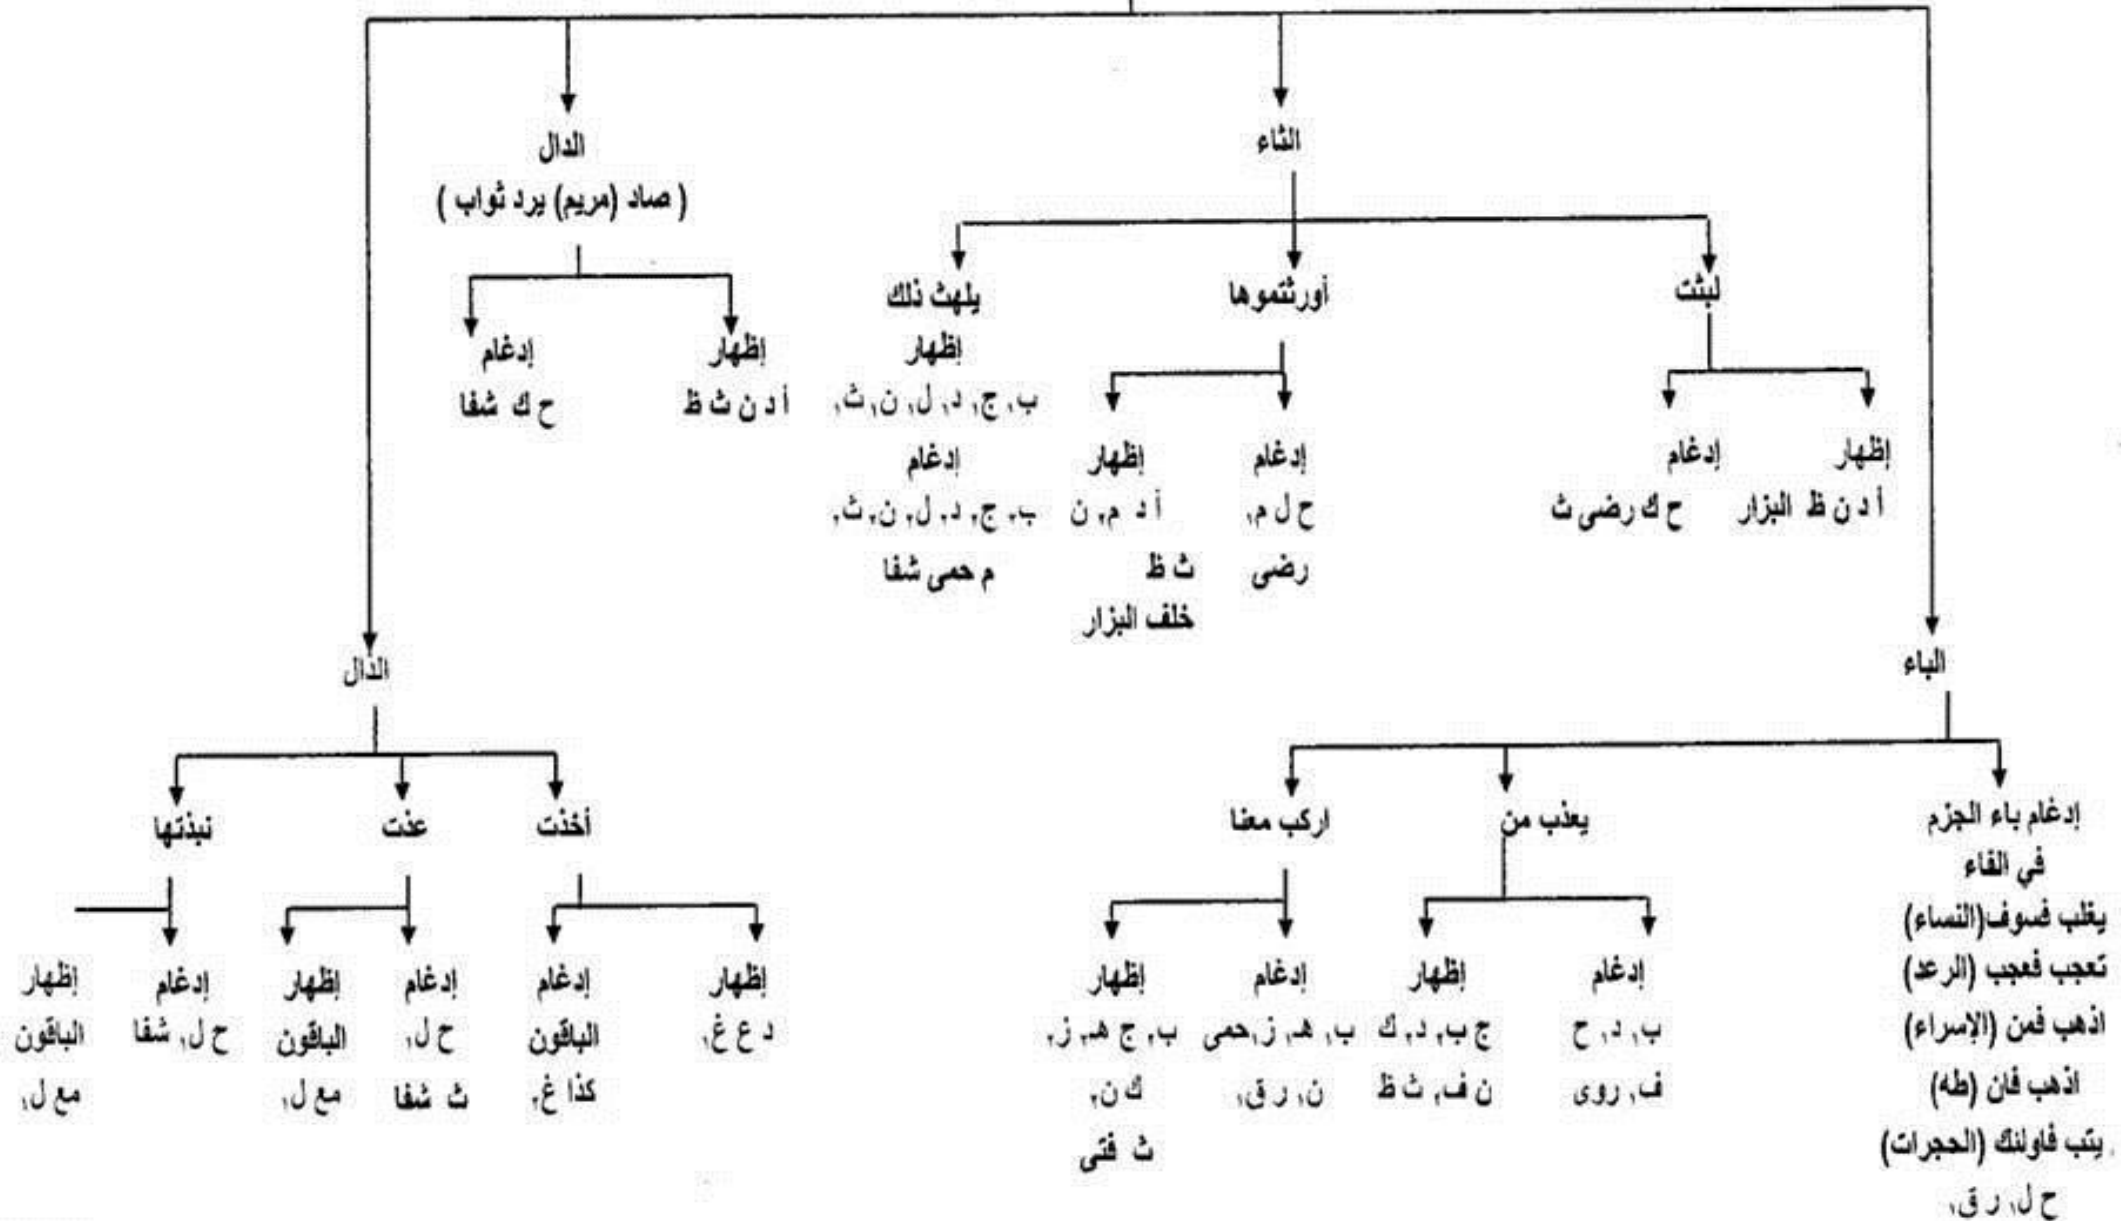 الدال
( صاد (مريم) يرد ثواب )
إظهار
أ د ن ث ظ
إدغام
ح ك شفا
الثاء
لبثت
إظهار
أ د ن ظ البزار
إدغام
ح ك رضى ث
أورثتموها
إدغام
ح ل م,
رضى
إظهار
أ د م, ن
ث ظ
خلف البزار
يلهث ذلك
إظهار
ب, ج, د, ل, ن, ث,
إدغام
ب, ج, د, ل, ن, ث,
م حمى شفا
الباء
إدغام باء الجزم
في الفاء
يغلب فسوف(النساء)
تعجب فعجب (الرعد)
اذهب فمن (الإسراء)
اذهب فان (طه)
يتب فاولئك (الحجرات)
ح ل, ر ق,
يعذب من
إدغام
ب, د, ح
ف, روى
إظهار
ج ب, د, ك
ن ف, ث ظ
اركب معنا
إدغام
ب, هـ, ز, حمى
ن, ر ق,
إظهار
ب, ج هـ, ز,
ك ن,
ث فتى
الذال
أخذت
إظهار
د ع غ,
إدغام
الباقون
كذا غ,
عذت
إدغام
ح ل,
ث شفا
إظهار
الباقون
مع ل,
نبذتها
إدغام
ح ل, شفا
إظهار
الباقون
مع ل,